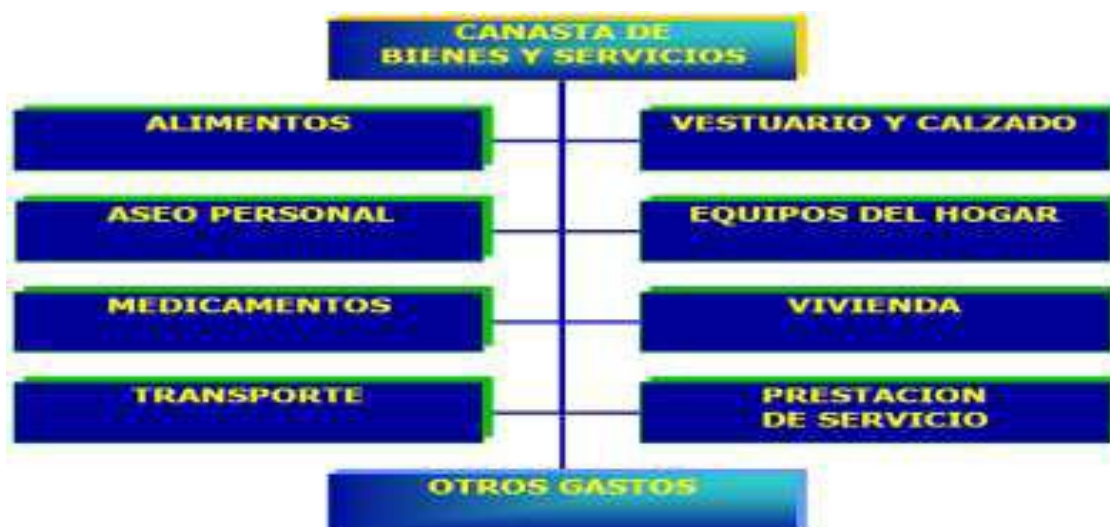 CANASTA DE
BIENES Y SERVICIOS
ALIMENTOS
VESTUARIO Y CALZADO
ASEO PERSONAL
EQUIPOS DEL HOGAR
MEDICAMENTOS
VIVIENDA
TRANSPORTE
PRESTACION
DE SERVICIO
OTROS GASTOS